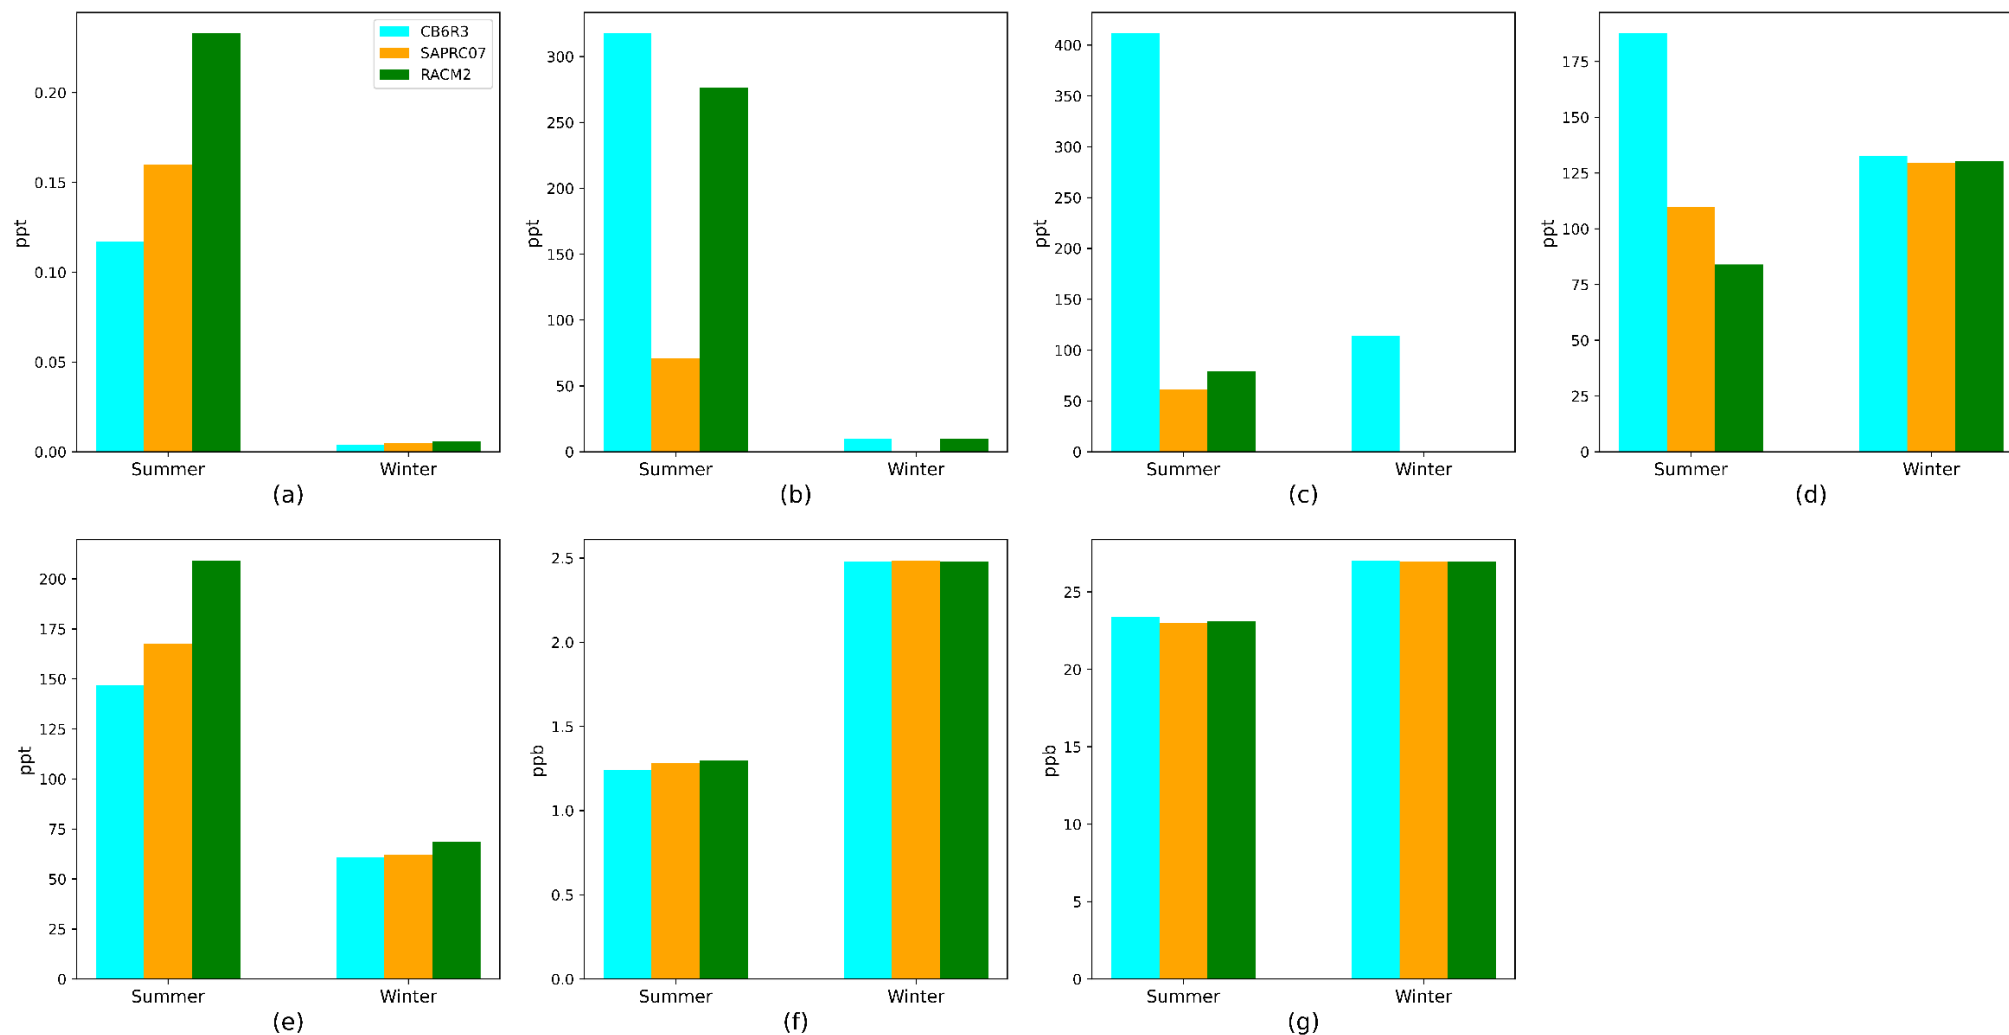 CB6R3
SAPRC07
RACM2
0.20
0.15
0.10
0.05
0.00
ppt
Summer
Winter
(a)
300
250
200
150
100
50
0
ppt
Summer
Winter
(b)
400
350
300
250
200
150
100
50
0
ppt
Summer
Winter
(c)
175
150
125
100
75
50
25
0
ppt
Summer
Winter
(d)
200
175
150
125
100
75
50
25
0
ppt
Summer
Winter
(e)
2.5
2.0
1.5
1.0
0.5
0.0
ppb
Summer
Winter
(f)
25
20
15
10
5
0
ppb
Summer
Winter
(g)